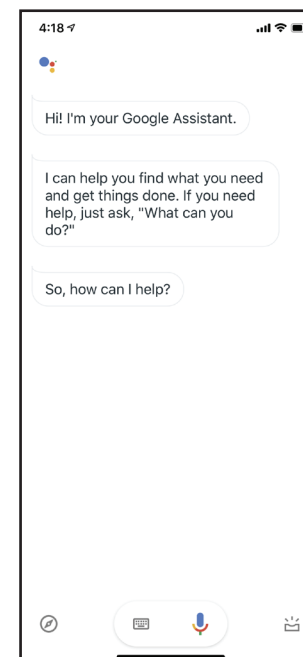 4:18
Hi! I'm your Google Assistant.
I can help you find what you need
and get things done. If you need
help, just ask, "What can you
do?"
So, how can I help?